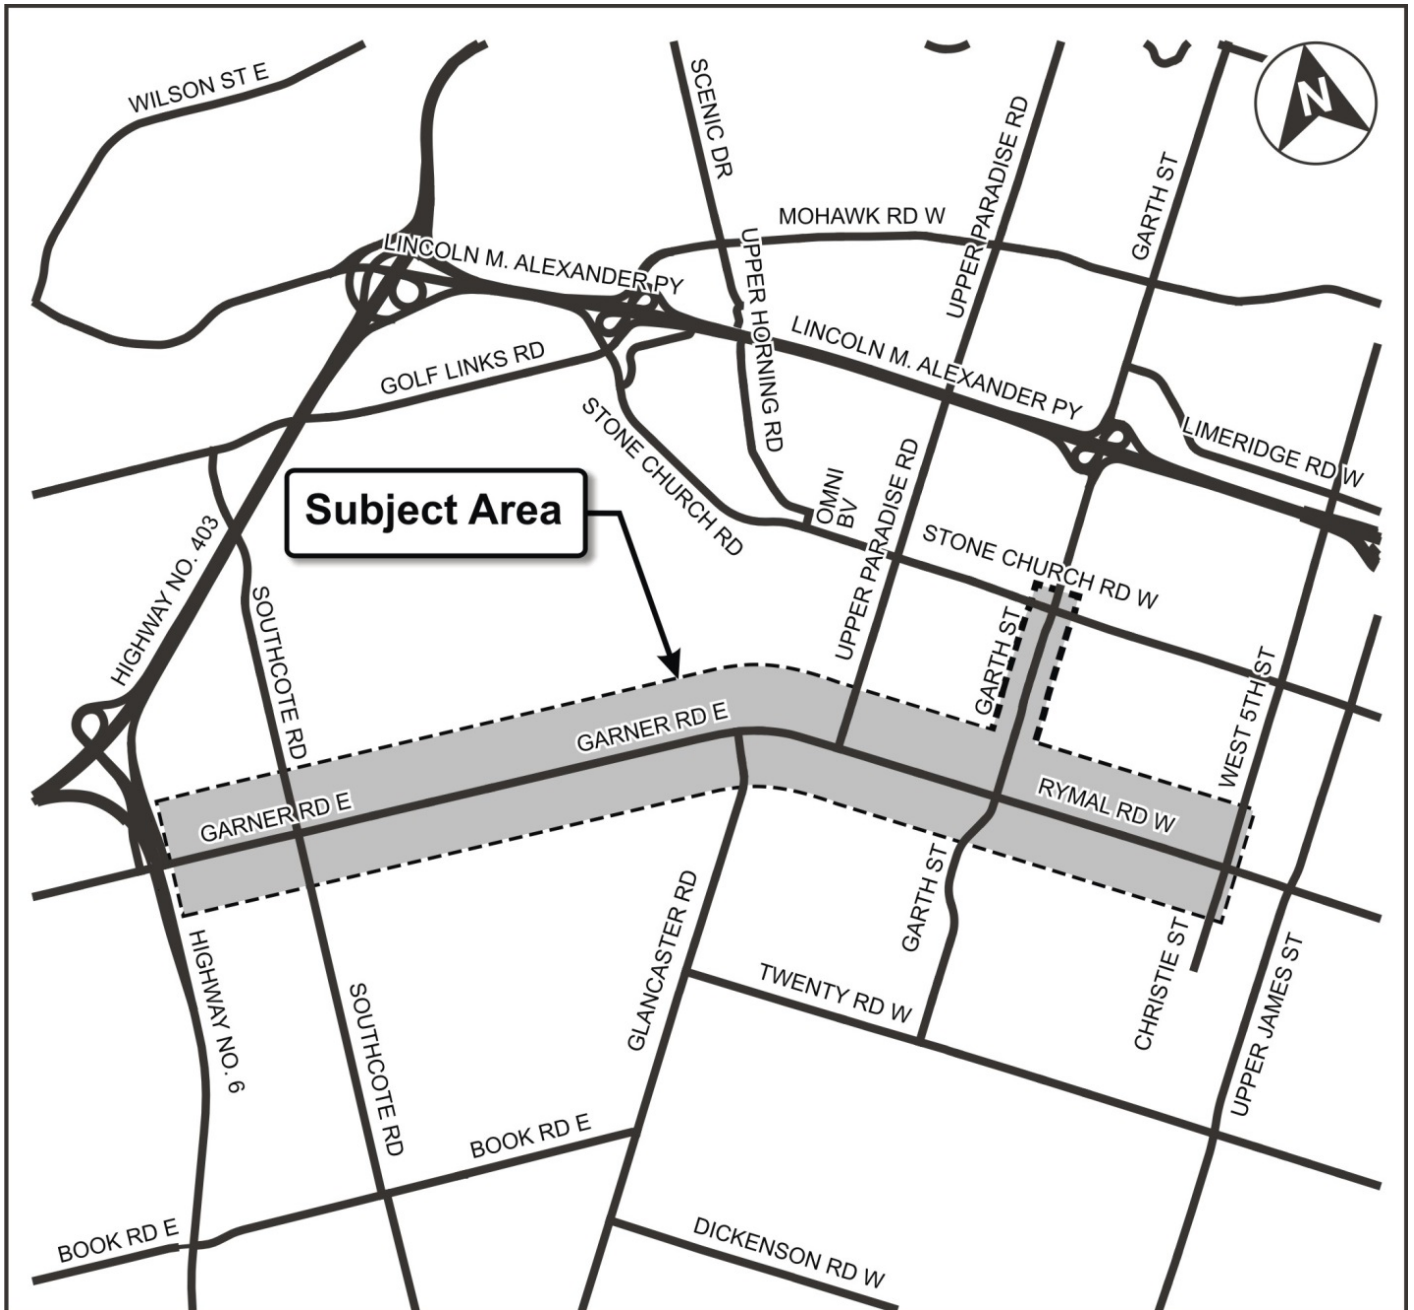 WILSON ST E
SCENIC DR
UPPER PARADISE RD
N
GARTH ST
MOHAWK RD W
LINCOLN M. ALEXANDER PY
UPPER HORNING RD
LINCOLN M. ALEXANDER PY
GOLF LINKS RD
STONE CHURCH RD
LIMERIDGE RD W
OMNI
BV
UPPER PARADISE RD
Subject Area
HIGHWAY NO. 403
STONE CHURCH RD W
SOUTHCOTE RD
GARTH ST
WEST 5TH ST
GARNER RD E
GARNER RD E
RYMAL RD W
GARTH ST
GLANCASTER RD
CHRISTIE ST
HIGHWAY NO. 6
TWENTY RD W
UPPER JAMES ST
SOUTHCOTE RD
BOOK RD E
BOOK RD E
DICKENSON RD W